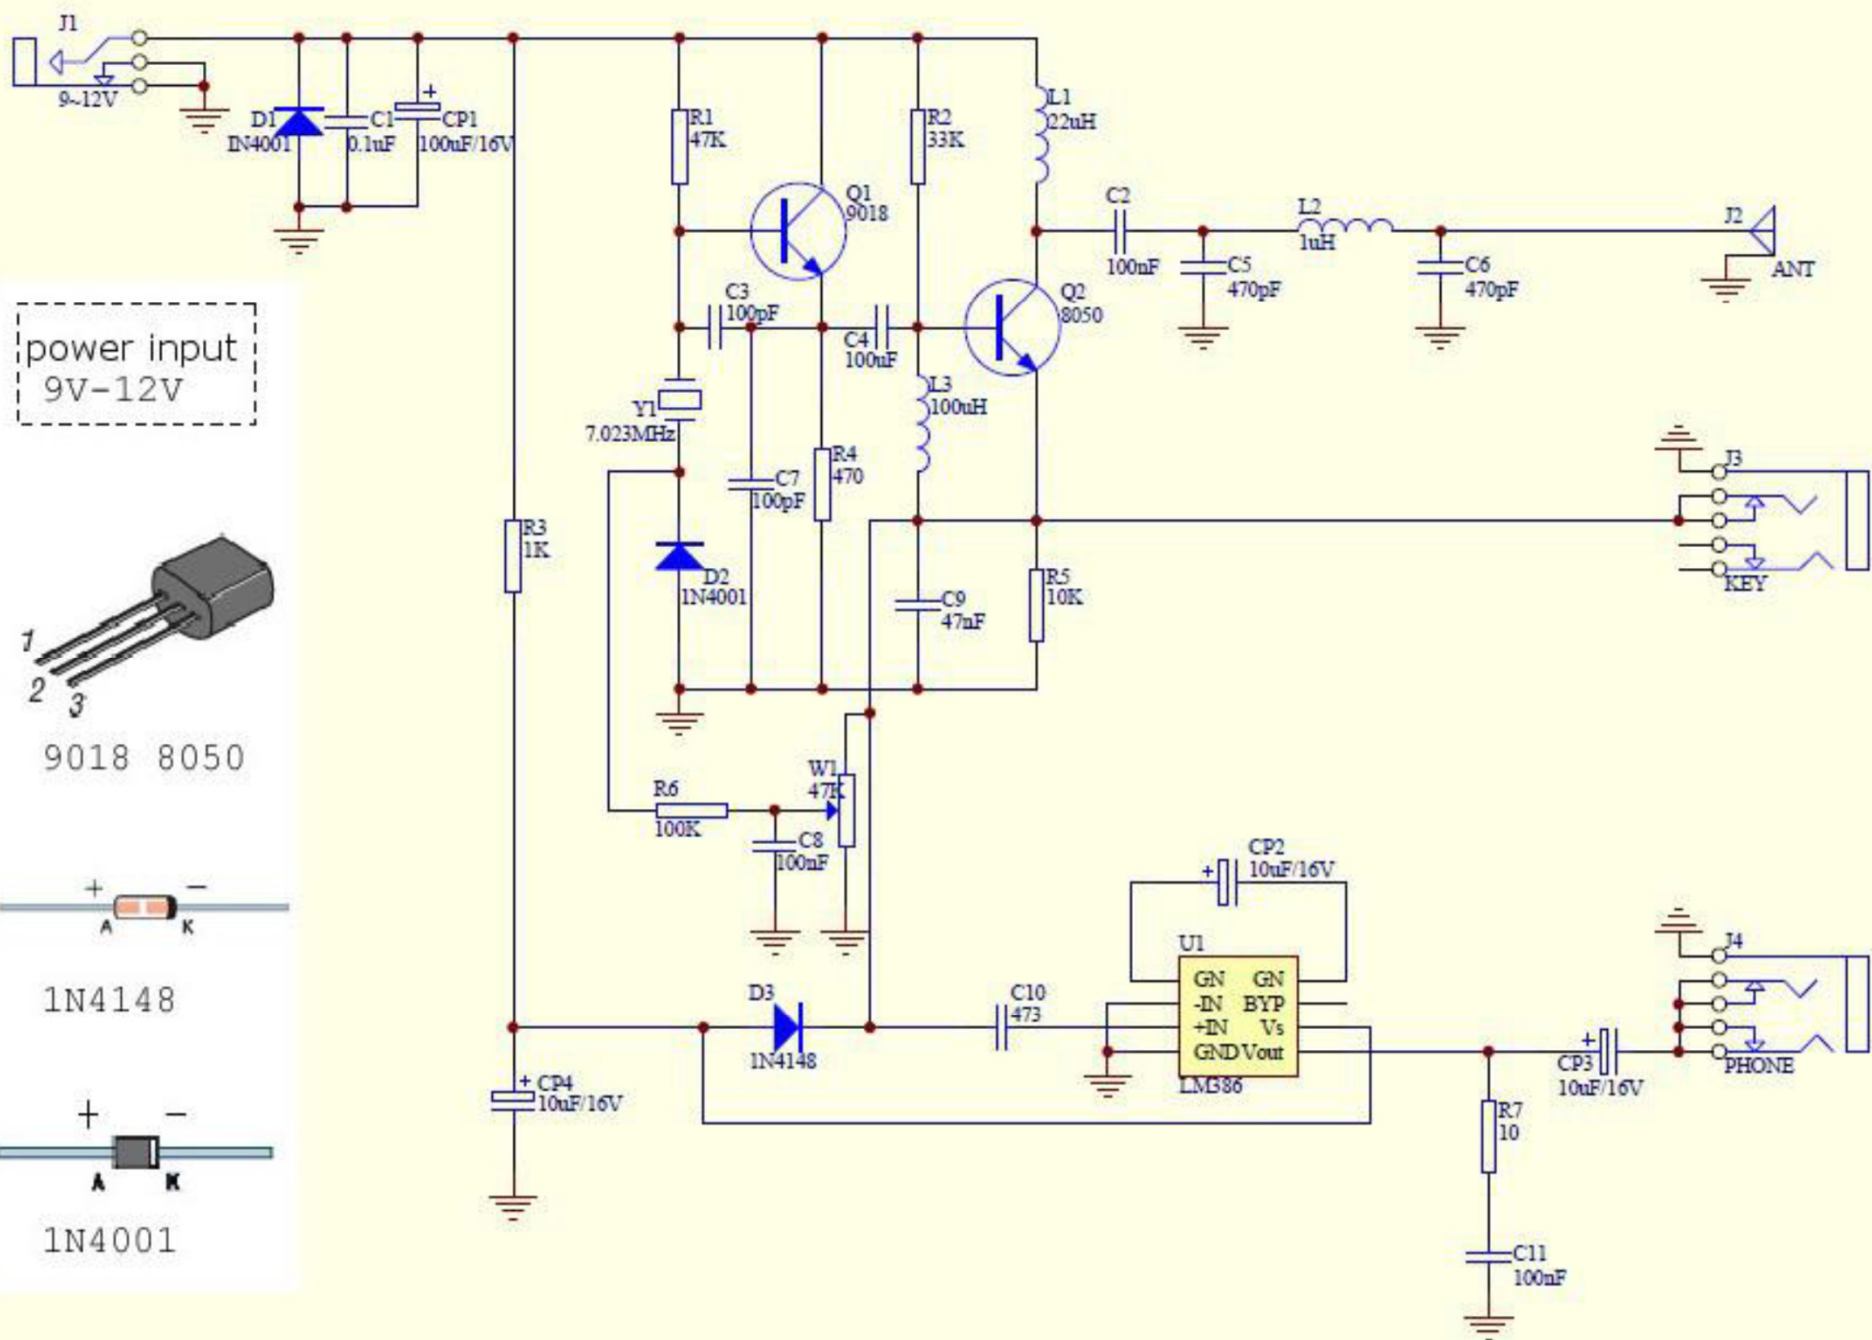 J1
9~12V
D1
IN4001
C1
0.1uF
+
CP1
100uF/16V
R1
47K
Q1
9018
R2
33K
L1
22uH
C2
100nF
L2
1uH
C5
470pF
C6
470pF
J2
ANT
C3
100pF
C4
100uF
Q2
8050
L3
100uH
Y1
7.023MHz
R4
470
C7
100pF
R3
1K
D2
1N4001
C9
47nF
R5
10K
J3
KEY
power input
9V-12V
1
2
3
9018 8050
R6
100K
W1
47K
C8
100nF
+ -
A K
1N4148
+ -
A K
1N4001
CP2
+ 10uF/16V
U1
GN GN
-IN BYP
+IN Vs
GND Vout
LM386
D3
1N4148
C10
473
+ CP4
10uF/16V
J4
PHONE
+
CP3
10uF/16V
R7
10
C11
100nF